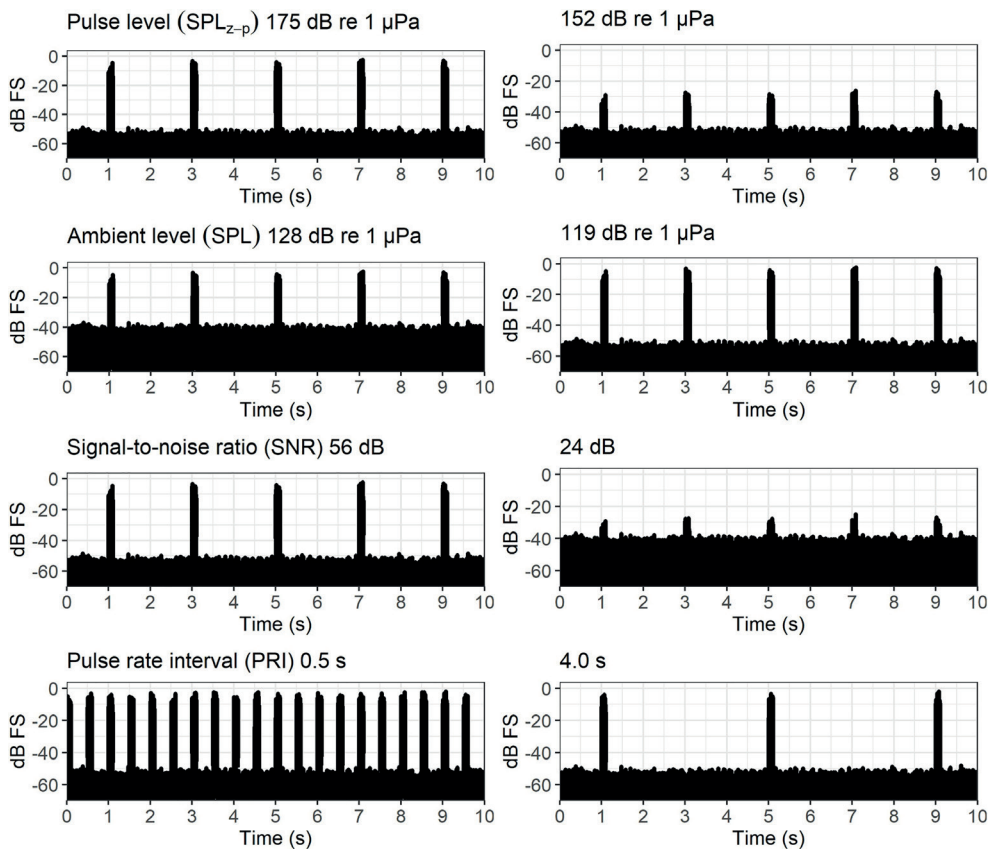 Pulse level (SPLz–p) 175 dB re 1 µPa
152 dB re 1 µPa
dB FS
0
-20
-40
-60
0 1 2 3 4 5 6 7 8 9 10
Time (s)
dB FS
0
-20
-40
-60
0 1 2 3 4 5 6 7 8 9 10
Time (s)
Ambient level (SPL) 128 dB re 1 µPa
119 dB re 1 µPa
dB FS
0
-20
-40
-60
0 1 2 3 4 5 6 7 8 9 10
Time (s)
dB FS
0
-20
-40
-60
0 1 2 3 4 5 6 7 8 9 10
Time (s)
Signal-to-noise ratio (SNR) 56 dB
24 dB
dB FS
0
-20
-40
-60
0 1 2 3 4 5 6 7 8 9 10
Time (s)
dB FS
0
-20
-40
-60
0 1 2 3 4 5 6 7 8 9 10
Time (s)
Pulse rate interval (PRI) 0.5 s
4.0 s
dB FS
0
-20
-40
-60
0 1 2 3 4 5 6 7 8 9 10
Time (s)
dB FS
0
-20
-40
-60
0 1 2 3 4 5 6 7 8 9 10
Time (s)